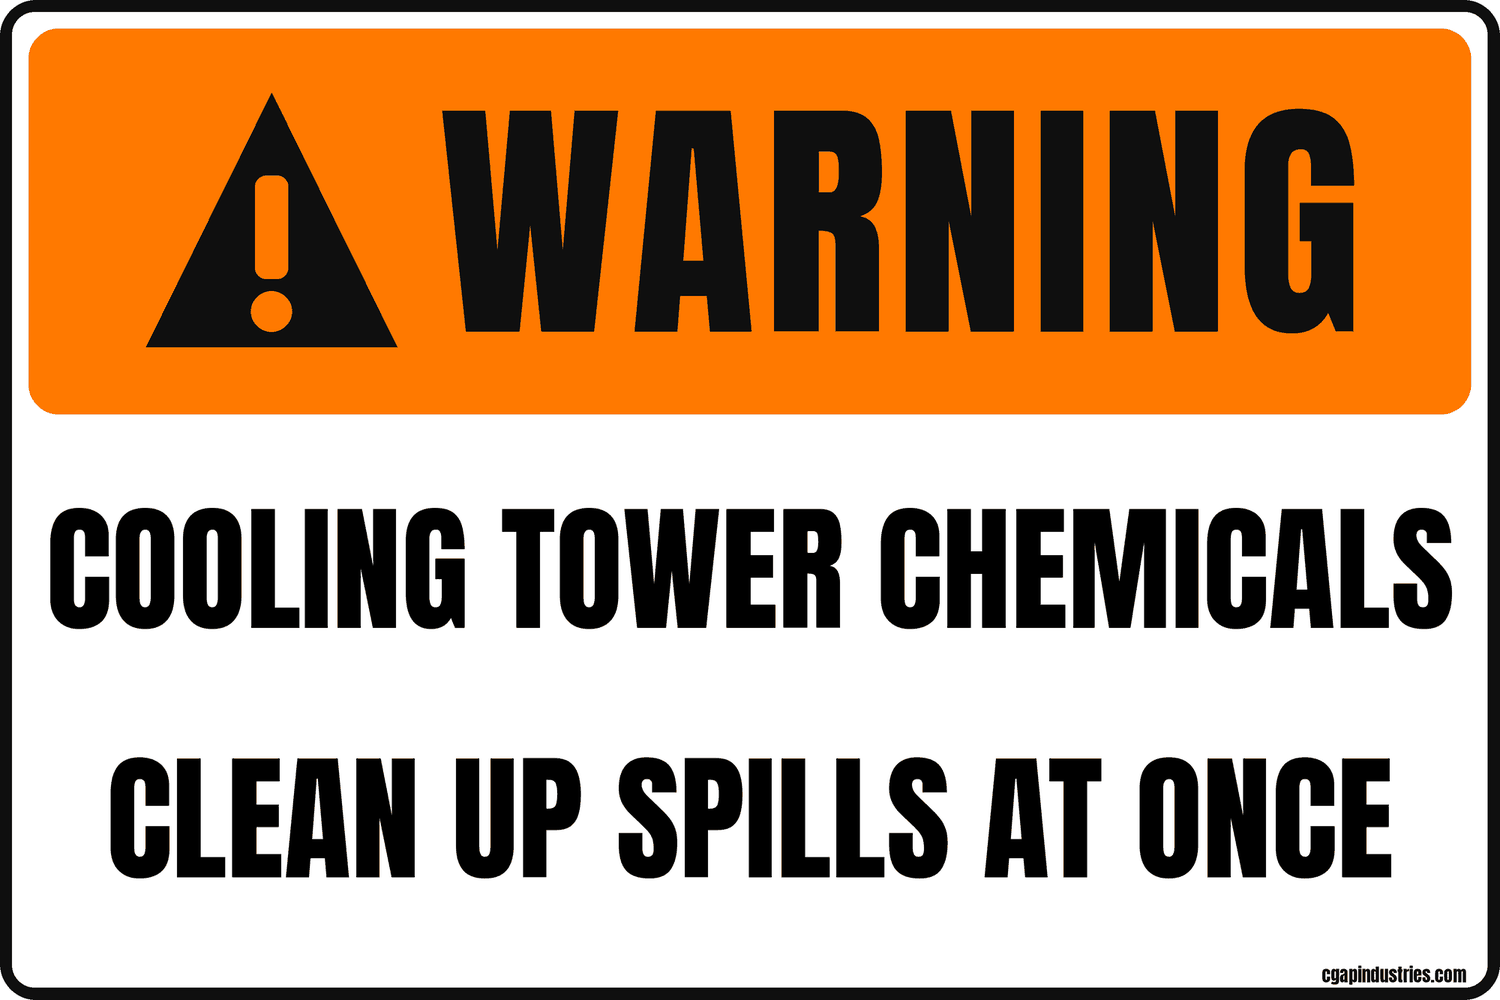 WARNING
COOLING TOWER CHEMICALS
CLEAN UP SPILLS AT ONCE
cgapindustries.com